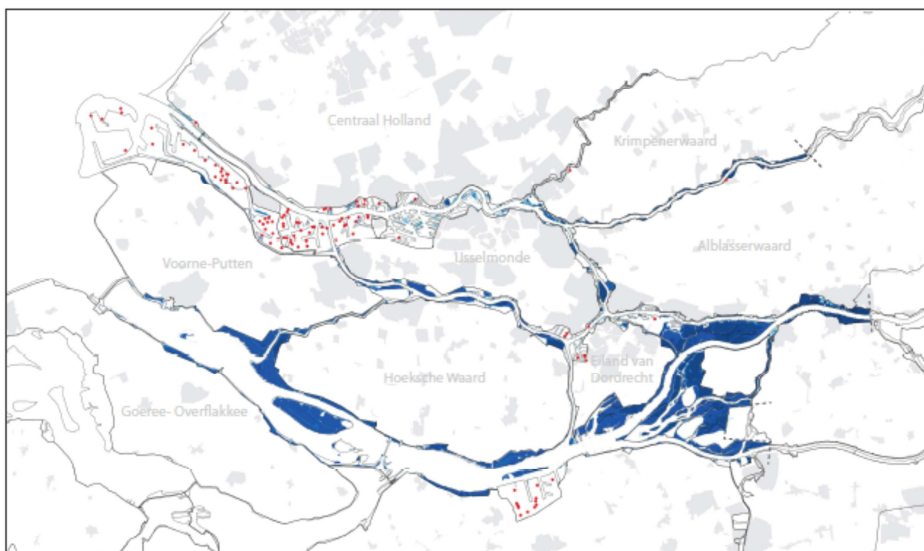 Centraal Holland
Krimpenerwaard
Alblasserwaard
IJsselmonde
Voorne-Putten
Eiland van
Dordrecht
Hoeksche Waard
Goeree- Overflakkee